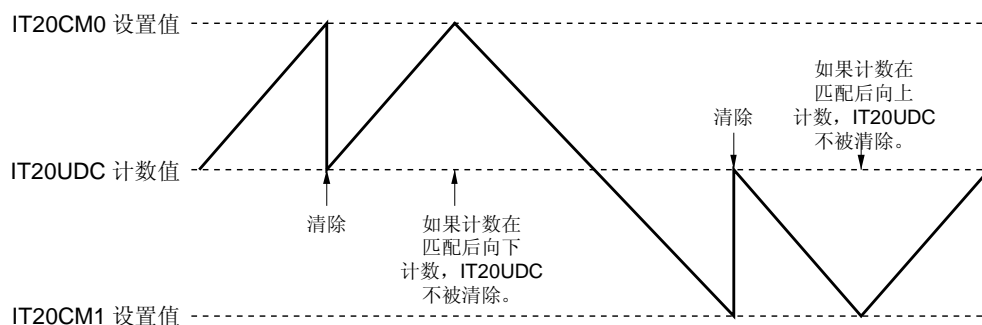 IT20CM0 设置值
如果计数在
匹配后向上
计数，IT20UDC
不被清除。
清除
IT20UDC 计数值
清除
如果计数在
匹配后向下
计数，IT20UDC
不被清除。
IT20CM1 设置值